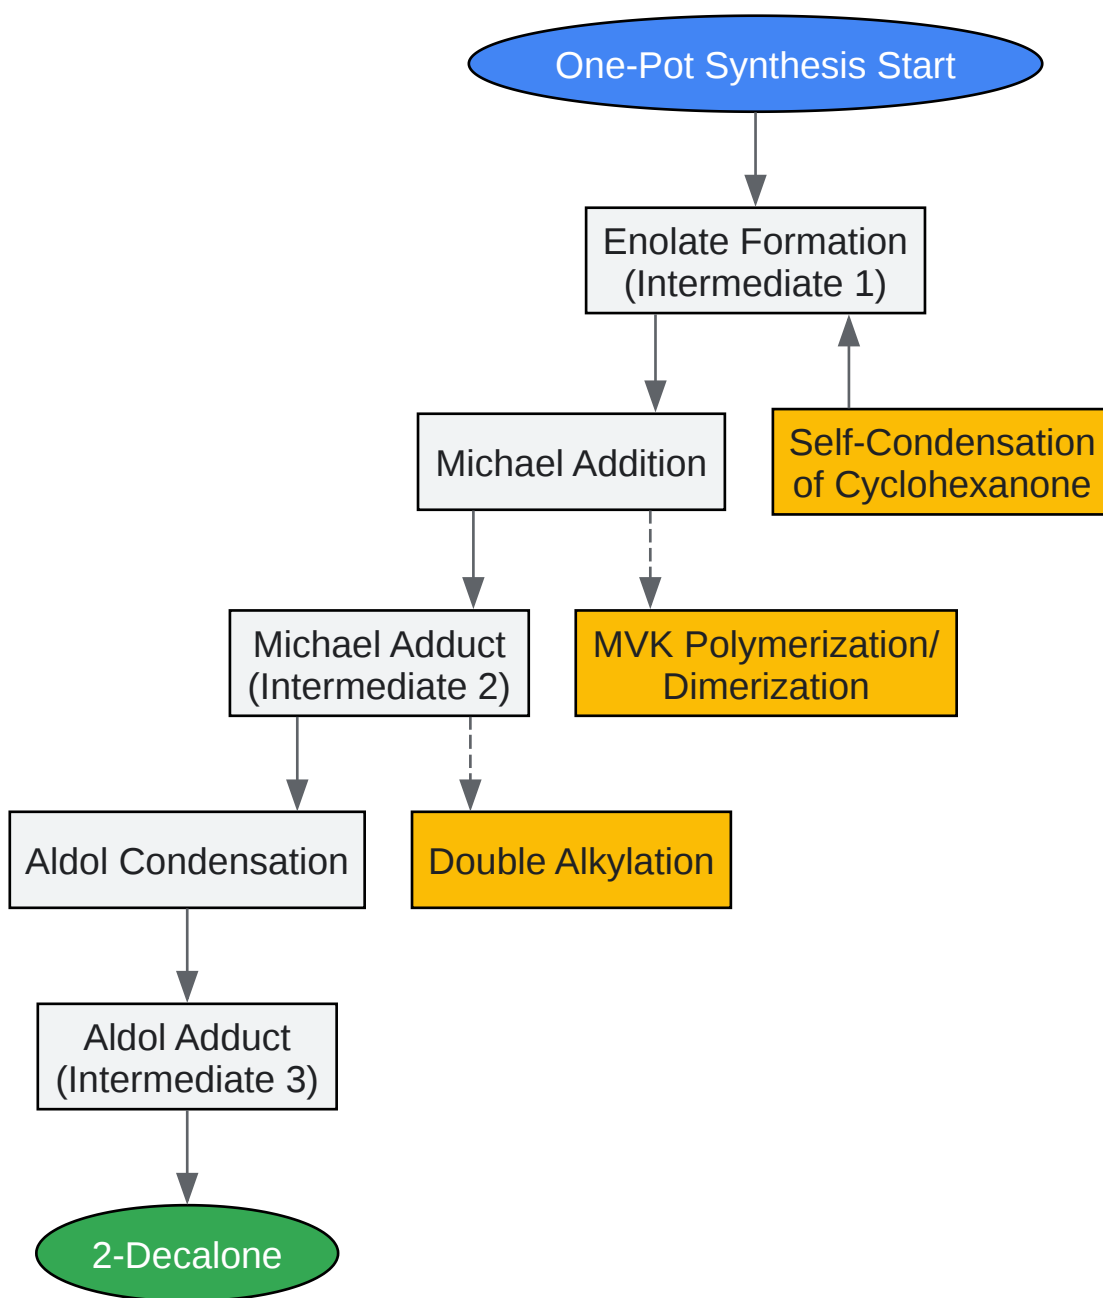 One-Pot Synthesis Start
Enolate Formation
(Intermediate 1)
Michael Addition
Self-Condensation
of Cyclohexanone
Michael Adduct
(Intermediate 2)
MVK Polymerization/
Dimerization
Aldol Condensation
Double Alkylation
Aldol Adduct
(Intermediate 3)
2-Decalone